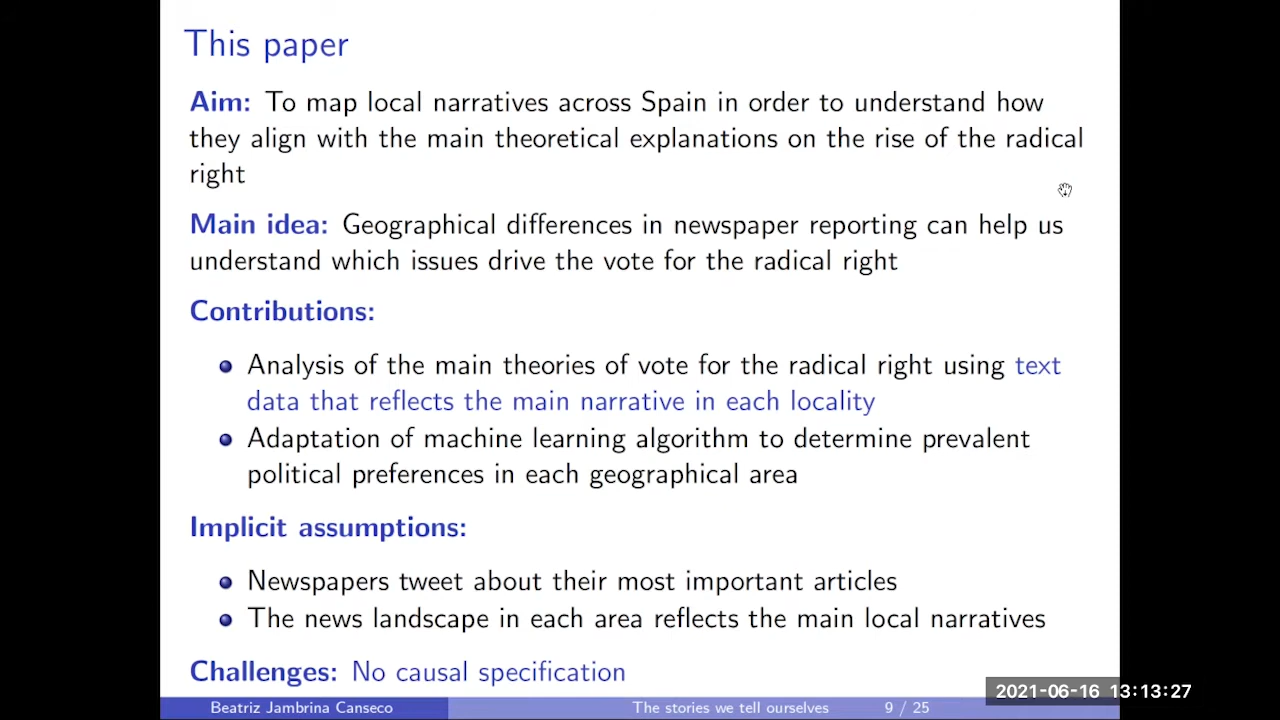 This paper
Aim: To map local narratives across Spain in order to understand how
they align with the main theoretical explanations on the rise of the radical
right
Main idea: Geographical differences in newspaper reporting can help us
understand which issues drive the vote for the radical right
Contributions:
Analysis of the main theories of vote for the radical right using text
data that reflects the main narrative in each locality
Adaptation of machine learning algorithm to determine prevalent
political preferences in each geographical area
Implicit assumptions:
Newspapers tweet about their most important articles
The news landscape in each area reflects the main local narratives
Challenges: No causal specification
Beatriz Jambrina Canseco The stories we tell ourselves 9 / 25
2021-06-16 13:13:27